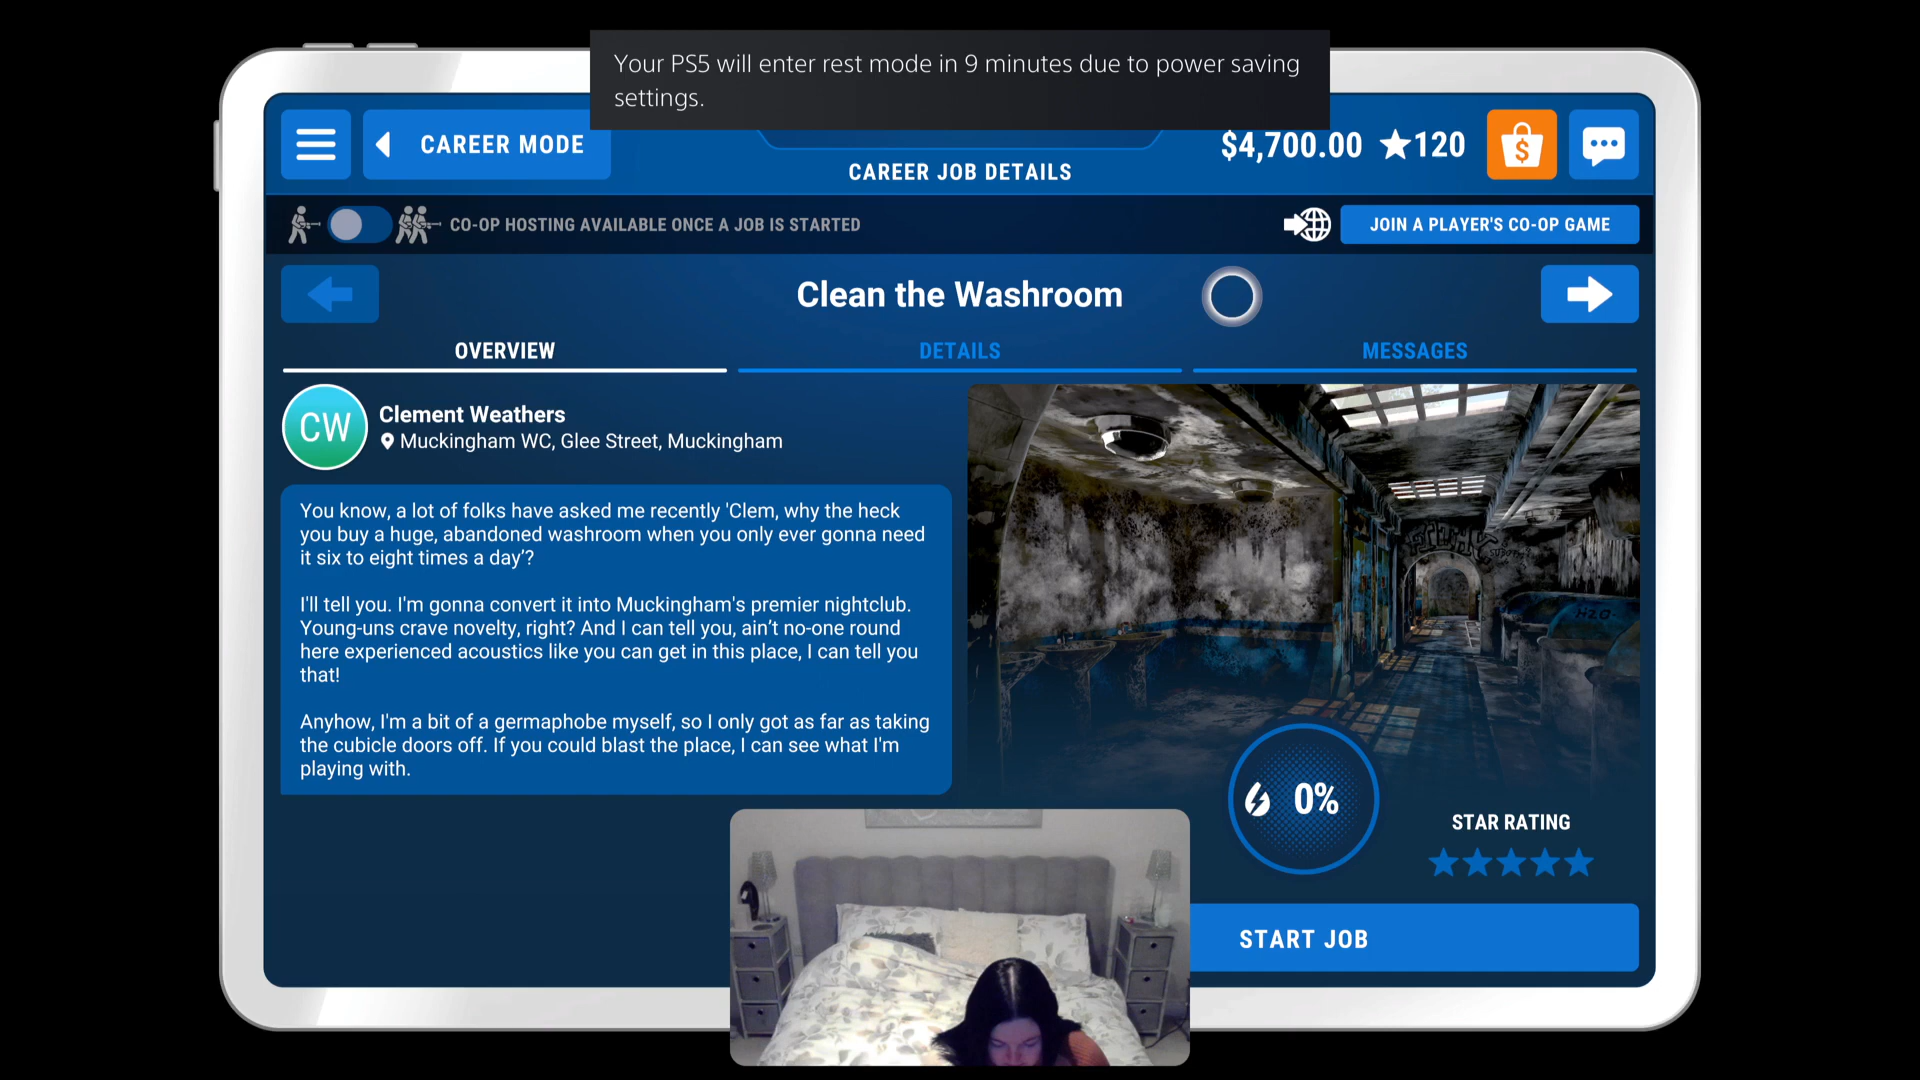 Your PS5 will enter rest mode in 9 minutes due to power saving
settings.
CAREER MODE
CAREER JOB DETAILS
$4,700.00 120
CO-OP HOSTING AVAILABLE ONCE A JOB IS STARTED
JOIN A PLAYER'S CO-OP GAME
Clean the Washroom
OVERVIEW
DETAILS
MESSAGES
CW
Clement Weathers
Muckingham WC, Glee Street, Muckingham
You know, a lot of folks have asked me recently 'Clem, why the heck
you buy a huge, abandoned washroom when you only ever gonna need
it six to eight times a day'?
I'll tell you. I'm gonna convert it into Muckingham's premier nightclub.
Young-uns crave novelty, right? And I can tell you, ain't no-one round
here experienced acoustics like you can get in this place, I can tell you
that!
Anyhow, I'm a bit of a germaphobe myself, so I only got as far as taking
the cubicle doors off. If you could blast the place, I can see what I'm
playing with.
FILTHY
H2O
0%
STAR RATING
START JOB